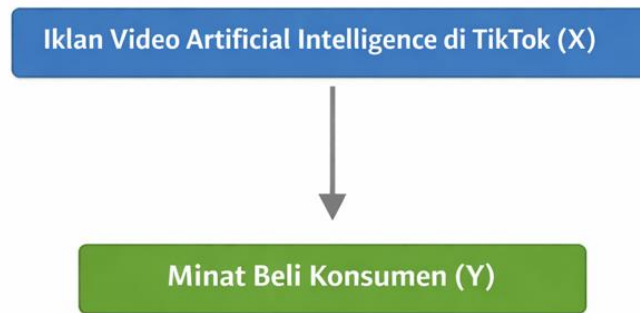 Iklan Video Artificial Intelligence di TikTok (X)
Minat Beli Konsumen (Y)